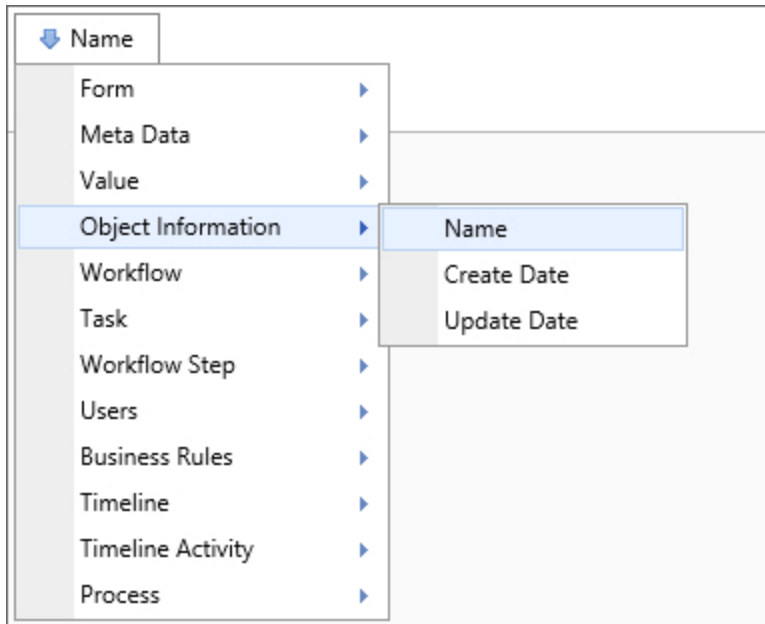 Name
Form
Meta Data
Value
Object Information
Name
Create Date
Update Date
Workflow
Task
Workflow Step
Users
Business Rules
Timeline
Timeline Activity
Process